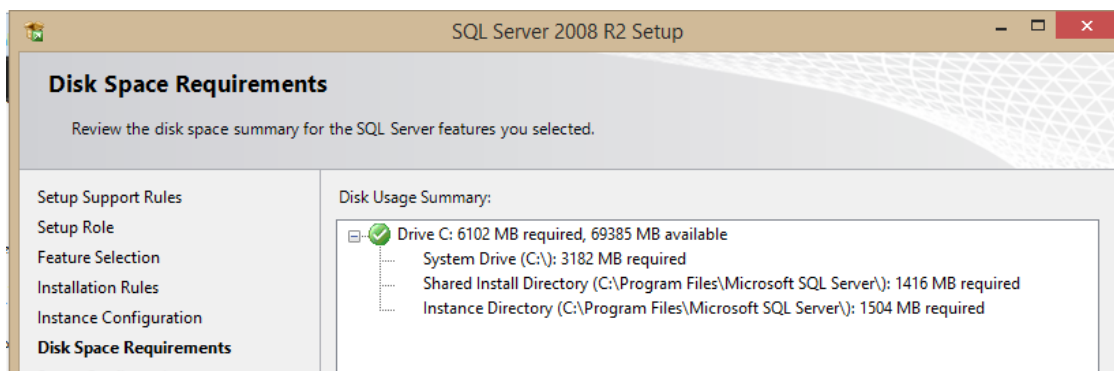 SQL Server 2008 R2 Setup
Disk Space Requirements
Review the disk space summary for the SQL Server features you selected.
Setup Support Rules
Setup Role
Feature Selection
Installation Rules
Instance Configuration
Disk Space Requirements
Disk Usage Summary:
Drive C: 6102 MB required, 69385 MB available
System Drive (C:\): 3182 MB required
Shared Install Directory (C:\Program Files\Microsoft SQL Server\): 1416 MB required
Instance Directory (C:\Program Files\Microsoft SQL Server\): 1504 MB required